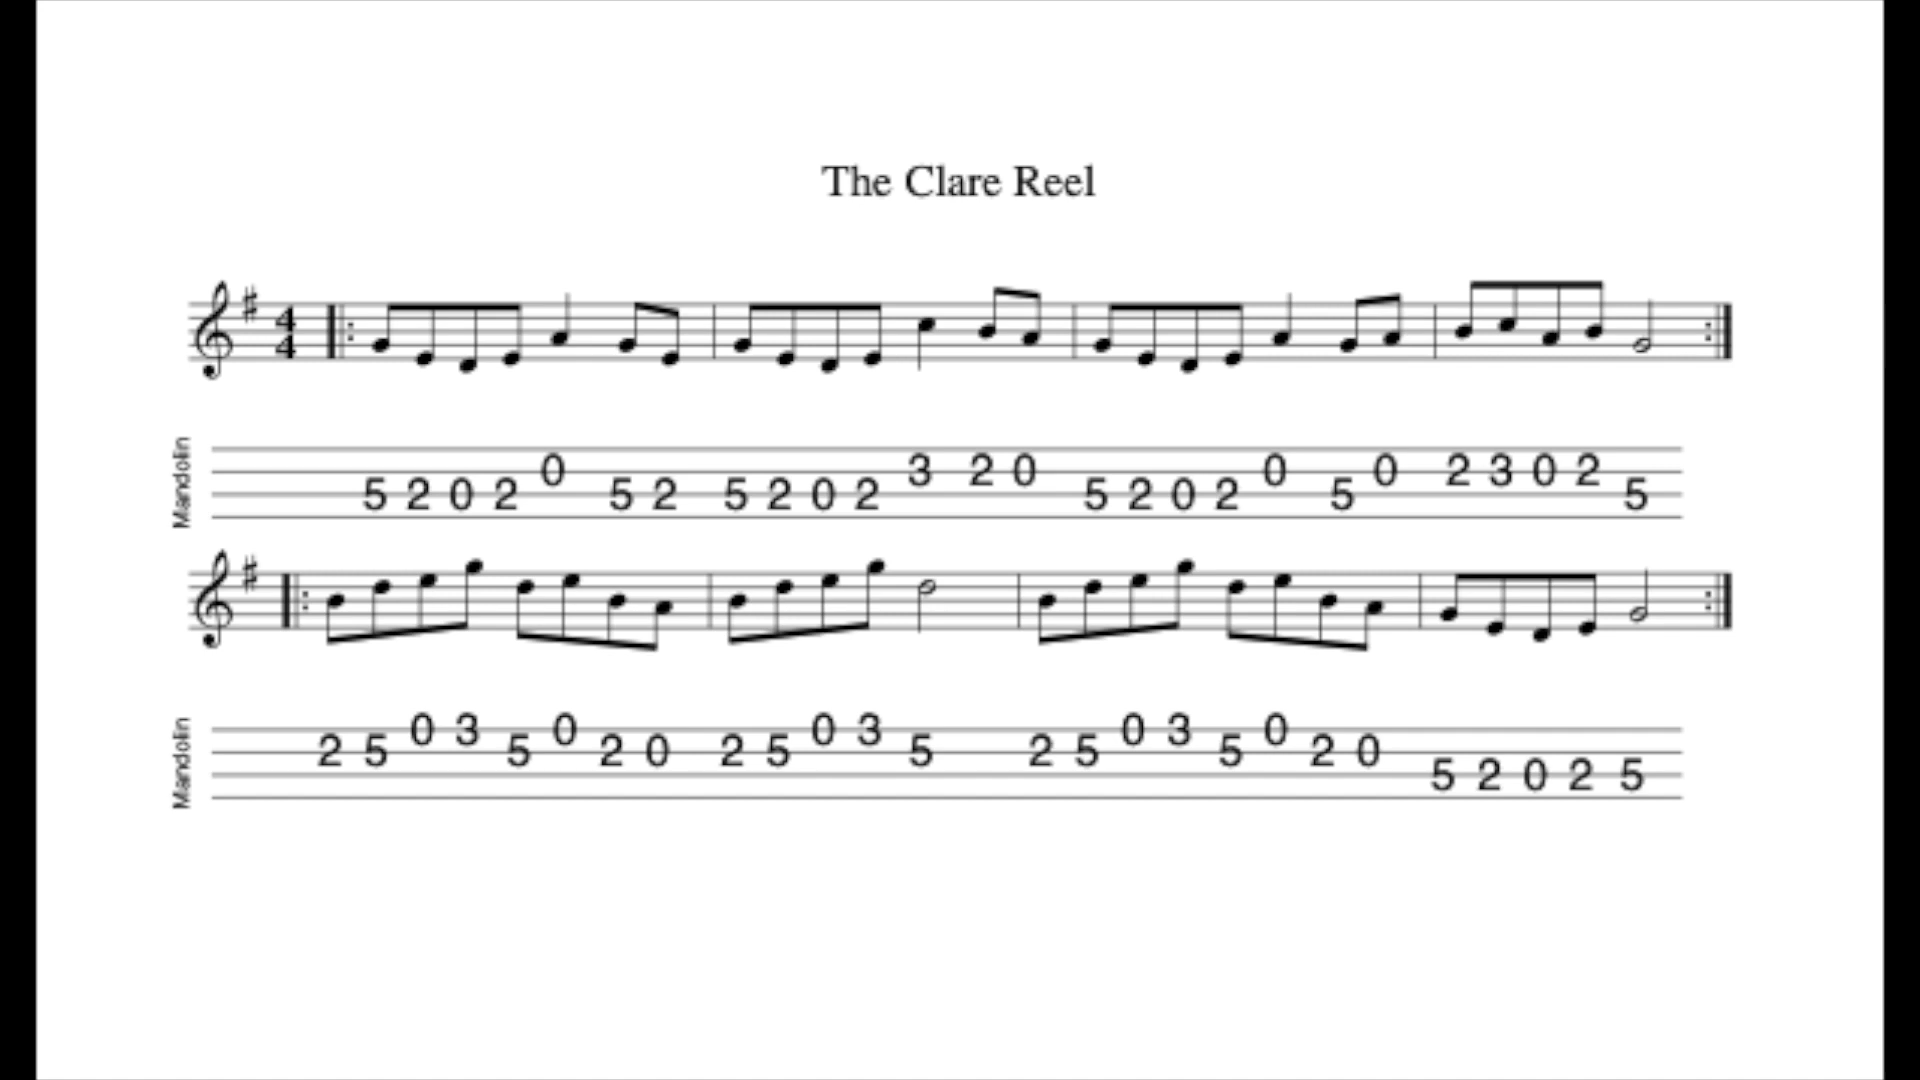 The Clare Reel
4
4
Mandolin
5 2 0 2 0 5 2 5 2 0 2 3 2 0 5 2 0 2 0 5 0 2 3 0 2 5
Mandolin
2 5 0 3 5 0 2 0 2 5 0 3 5 2 5 0 3 5 0 2 0 5 2 0 2 5